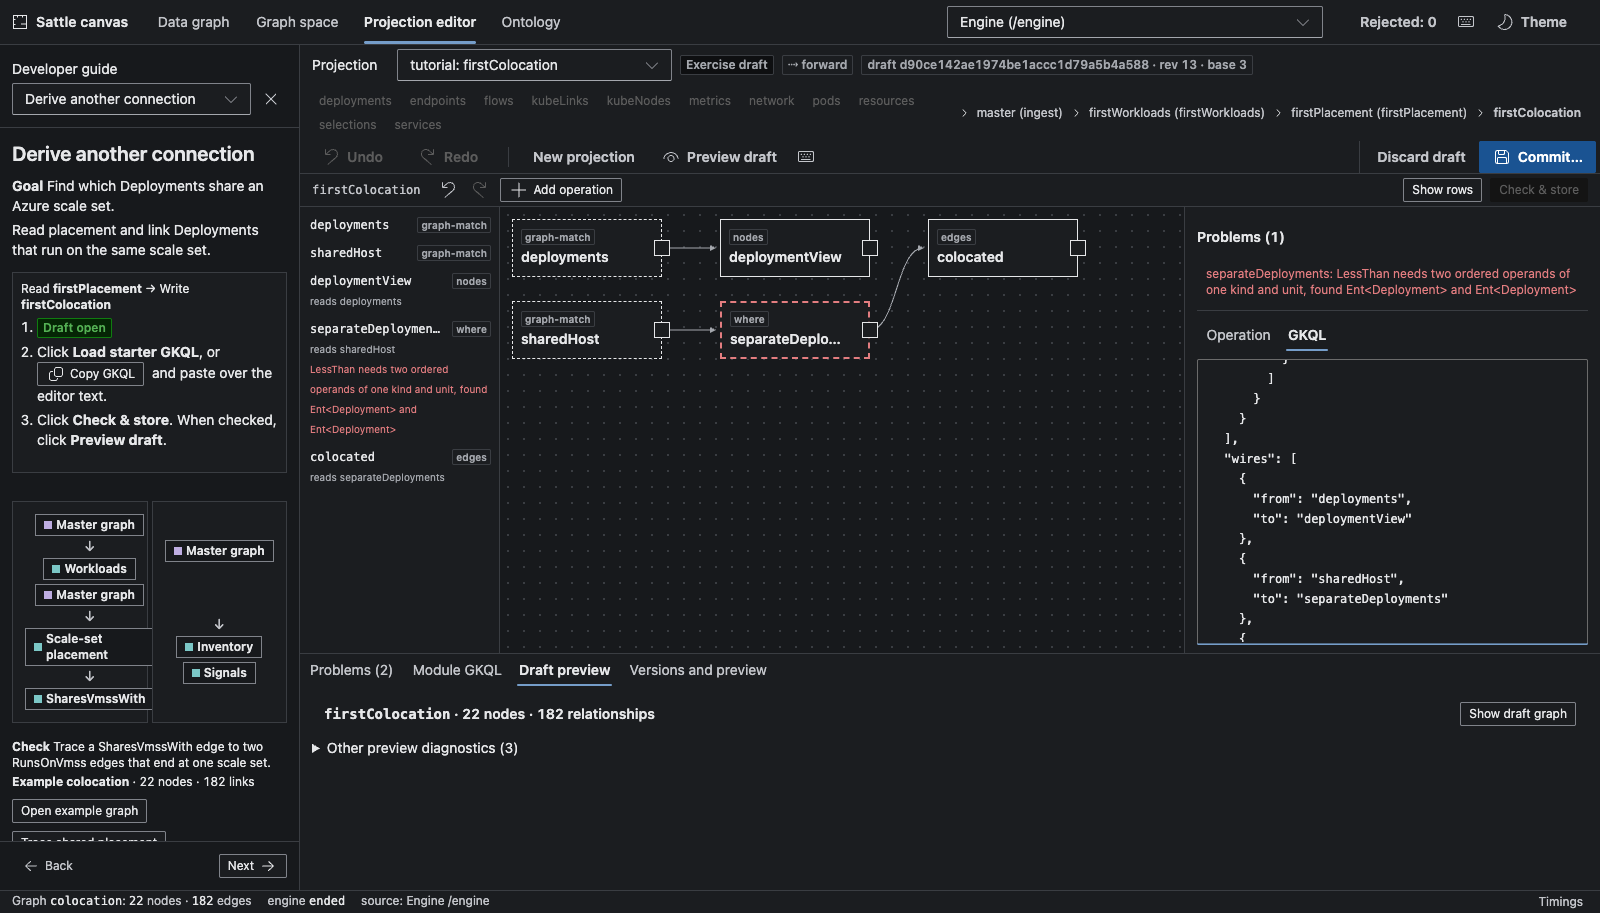 Sattle canvas
Data graph
Graph space
Projection editor
Ontology
Engine (/engine)
Rejected: 0
Theme
Developer guide
Derive another connection
Derive another connection
Goal Find which Deployments share an
Azure scale set.
Read placement and link Deployments
that run on the same scale set.
Read firstPlacement → Write
firstColocation
1. Draft open
2. Click Load starter GKQL, or
Copy GKQL and paste over the
editor text.
3. Click Check & store. When checked,
click Preview draft.
Master graph
Workloads
Master graph
Scale-set
placement
SharesVmssWith
Master graph
Inventory
Signals
Check Trace a SharesVmssWith edge to two
RunsOnVmss edges that end at one scale set.
Example colocation · 22 nodes · 182 links
Open example graph
Trace shared placement
Back
Next
Projection
tutorial: firstColocation
Exercise draft
⇢ forward
draft d90ce142ae1974be1accc1d79a5b4a588 · rev 13 · base 3
deployments endpoints flows kubeLinks kubeNodes metrics network pods resources
selections services
> master (ingest) > firstWorkloads (firstWorkloads) > firstPlacement (firstPlacement) > firstColocation
Undo
Redo
New projection
Preview draft
Discard draft
Commit...
firstColocation
Add operation
Show rows
Check & store
deployments graph-match
sharedHost graph-match
deploymentView nodes
reads deployments
separateDeploymen... where
reads sharedHost
LessThan needs two ordered
operands of one kind and unit, found
Ent<Deployment> and
Ent<Deployment>
colocated edges
reads separateDeployments
graph-match
deployments
nodes
deploymentView
edges
colocated
graph-match
sharedHost
where
separateDeplo...
Problems (1)
separateDeployments: LessThan needs two ordered operands of
one kind and unit, found Ent<Deployment> and Ent<Deployment>
Operation
GKQL
]
}
}
],
"wires": [
{
"from": "deployments",
"to": "deploymentView"
},
{
"from": "sharedHost",
"to": "separateDeployments"
},
{
Problems (2)
Module GKQL
Draft preview
Versions and preview
firstColocation · 22 nodes · 182 relationships
Show draft graph
Other preview diagnostics (3)
Graph colocation: 22 nodes · 182 edges
engine ended
source: Engine /engine
Timings